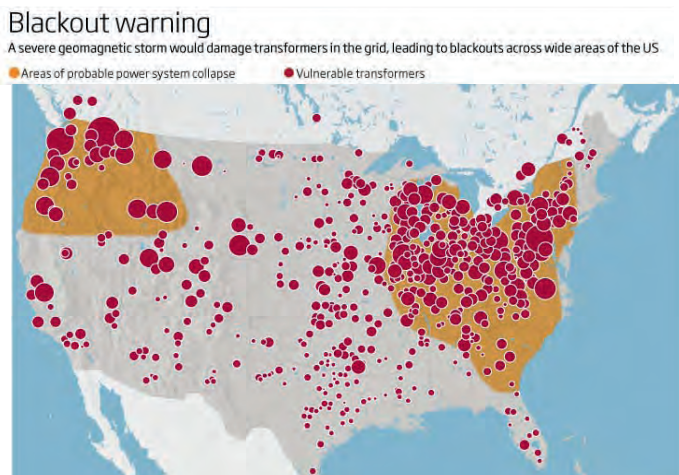 Blackout warning
A severe geomagnetic storm would damage transformers in the grid, leading to blackouts across wide areas of the US
Areas of probable power system collapse Vulnerable transformers